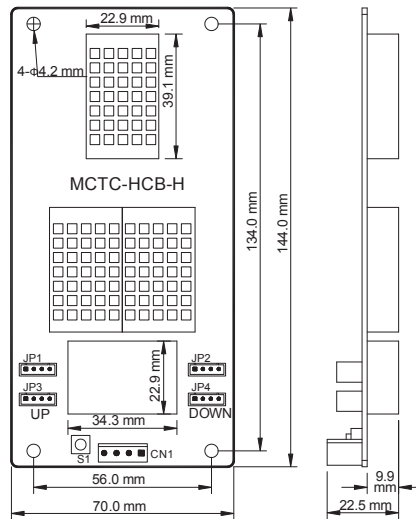 22.9 mm
4-Φ4.2 mm
39.1 mm
MCTC-HCB-H
134.0 mm
144.0 mm
JP1
JP2
JP3
JP4
UP
DOWN
22.9 mm
34.3 mm
S1
CN1
56.0 mm
70.0 mm
9.9 mm
22.5 mm